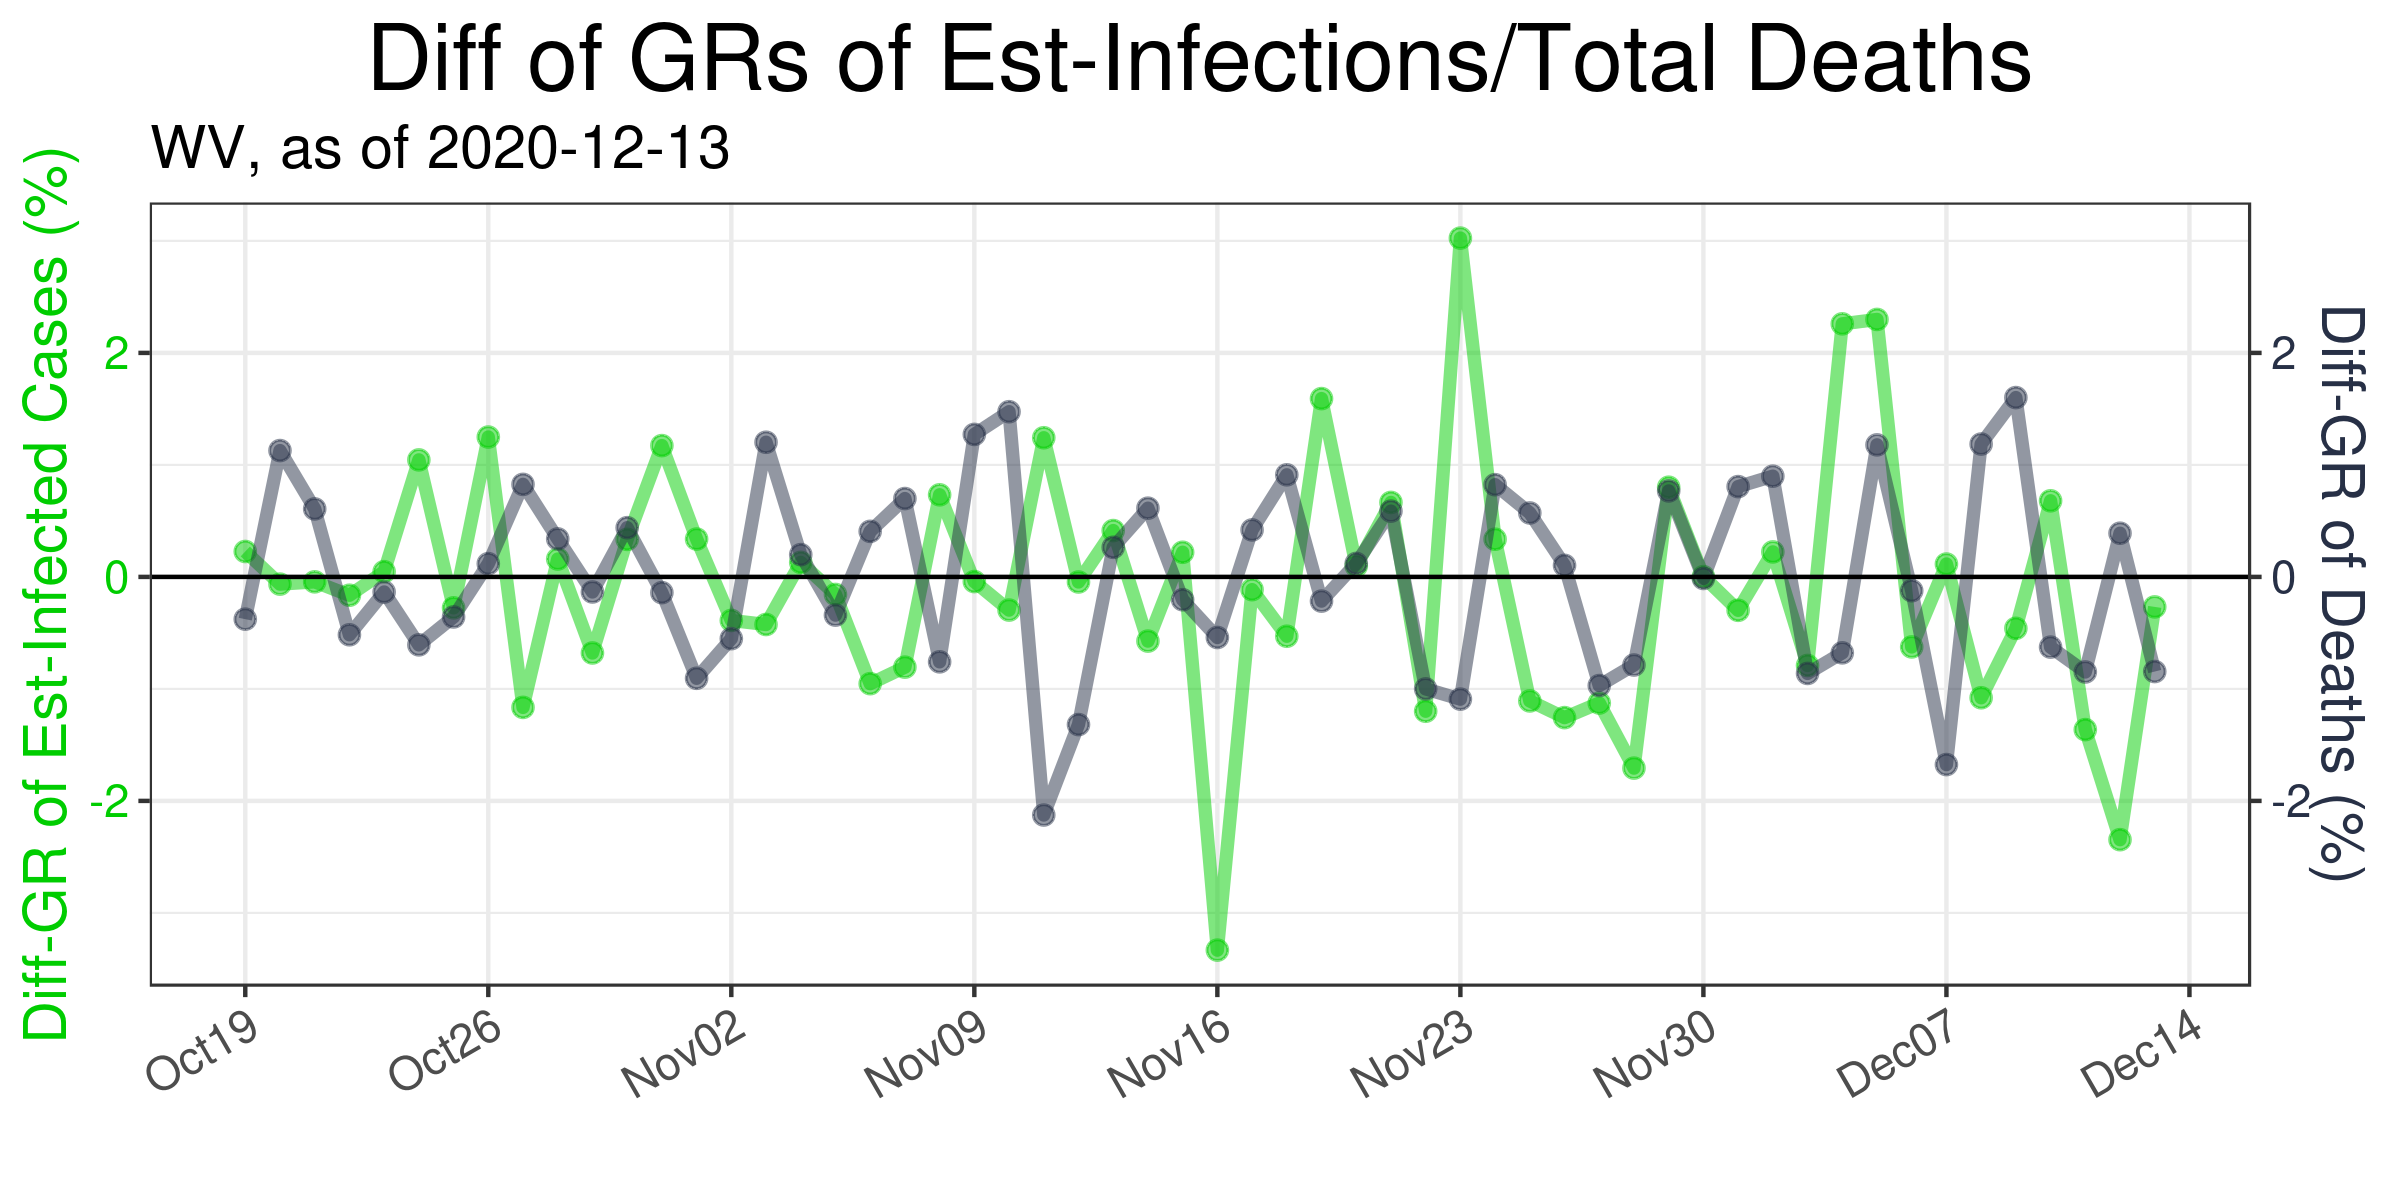 Diff of GRs of Est-Infections/Total Deaths
WV, as of 2020-12-13
Diff-GR of Est-Infected Cases (%)
2
0
-2
2
0
-2
Diff-GR of Deaths (%)
Oct19
Oct26
Nov02
Nov09
Nov16
Nov23
Nov30
Dec07
Dec14